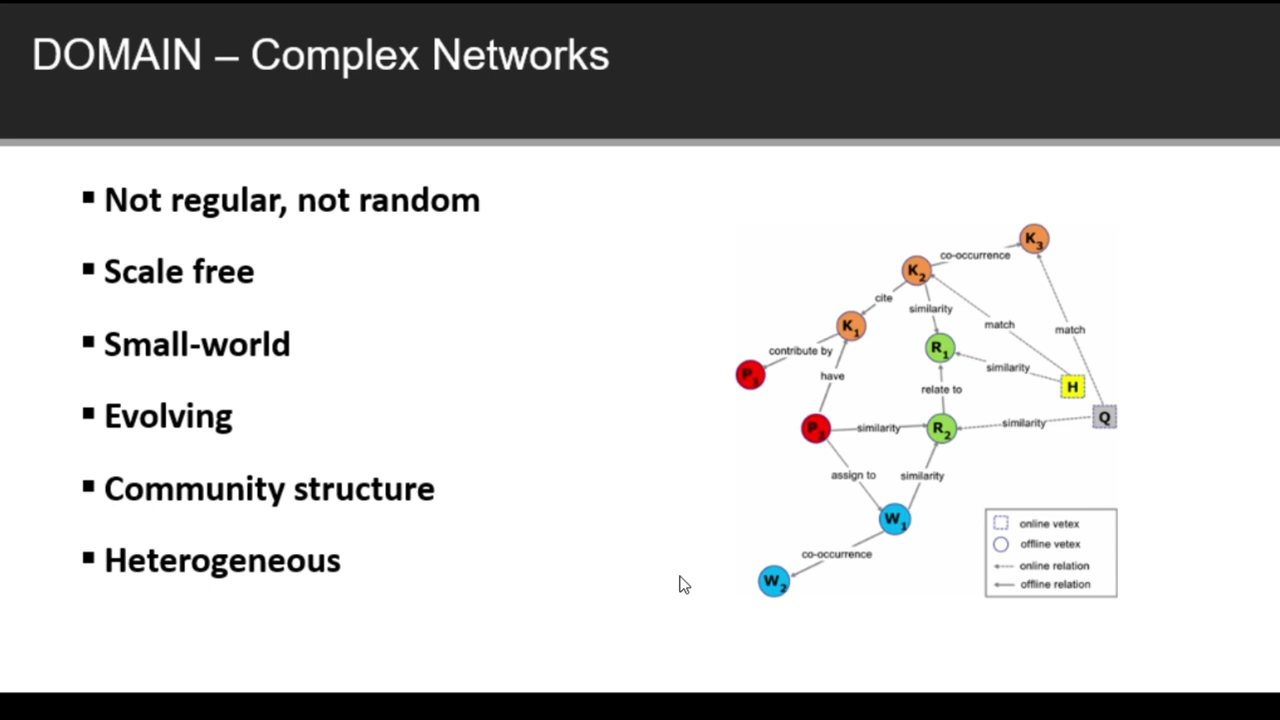 DOMAIN – Complex Networks
▪ Not regular, not random
▪ Scale free
▪ Small-world
▪ Evolving
▪ Community structure
▪ Heterogeneous
K3
co-occurrence
K2
cite
similarity
K1
match
match
contribute by
R1
similarity
P1
have
H
relate to
Q
P2
similarity
R2
similarity
assign to
similarity
W1
co-occurrence
W2
online vetex
offline vetex
online relation
offline relation